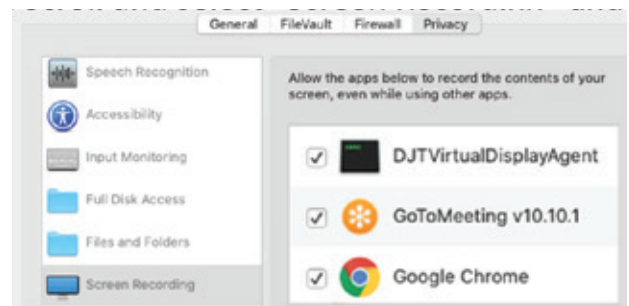 General FileVault Firewall Privacy
Speech Recognition
Accessibility
Input Monitoring
Full Disk Access
Files and Folders
Screen Recording
Allow the apps below to record the contents of your
screen, even while using other apps.
DJTVirtualDisplayAgent
GoToMeeting v10.10.1
Google Chrome